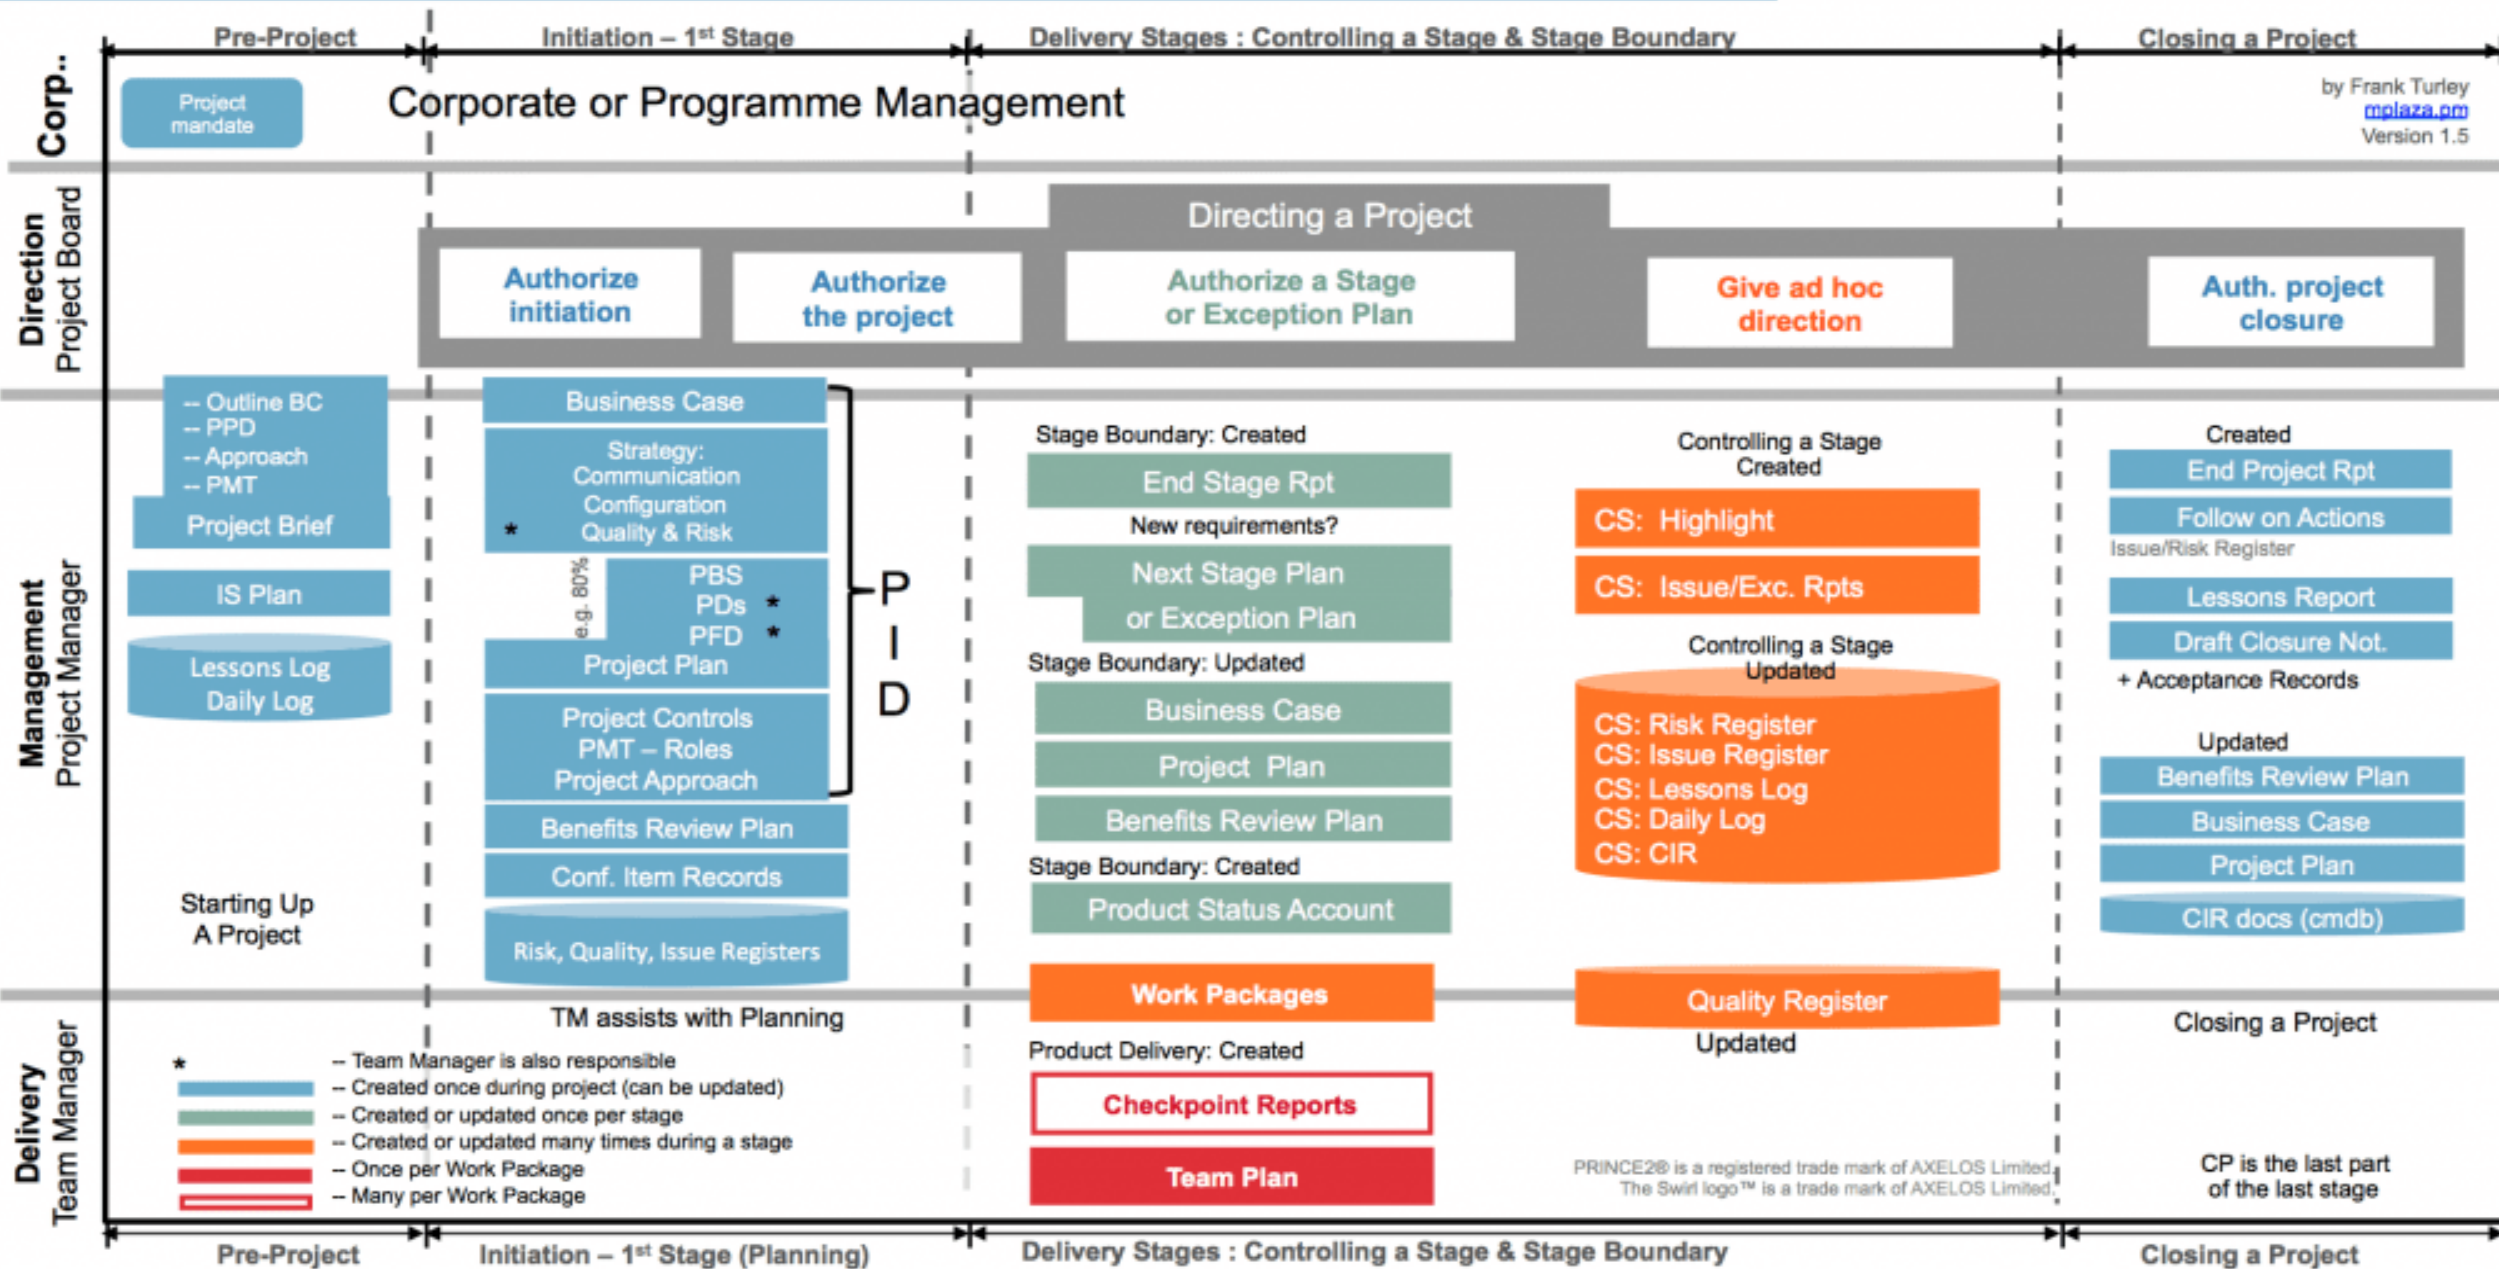 Pre-Project
Initiation – 1st Stage
Delivery Stages : Controlling a Stage & Stage Boundary
Closing a Project
Corp..
Project
mandate
Corporate or Programme Management
by Frank Turley
mplaza.pm
Version 1.5
Direction
Project Board
Directing a Project
Authorize
initiation
Authorize
the project
Authorize a Stage
or Exception Plan
Give ad hoc
direction
Auth. project
closure
Management
Project Manager
-- Outline BC
-- PPD
-- Approach
-- PMT
Project Brief
IS Plan
Lessons Log
Daily Log
Starting Up
A Project
Business Case
Strategy:
Communication
Configuration
* Quality & Risk
e.g. 80%
PBS
PDs *
PFD *
Project Plan
Project Controls
PMT – Roles
Project Approach
P
I
D
Benefits Review Plan
Conf. Item Records
Risk, Quality, Issue Registers
Stage Boundary: Created
End Stage Rpt
New requirements?
Next Stage Plan
or Exception Plan
Stage Boundary: Updated
Business Case
Project Plan
Benefits Review Plan
Stage Boundary: Created
Product Status Account
Work Packages
Controlling a Stage
Created
CS: Highlight
CS: Issue/Exc. Rpts
Controlling a Stage
Updated
CS: Risk Register
CS: Issue Register
CS: Lessons Log
CS: Daily Log
CS: CIR
Quality Register
Updated
Created
End Project Rpt
Follow on Actions
Issue/Risk Register
Lessons Report
Draft Closure Not.
+ Acceptance Records
Updated
Benefits Review Plan
Business Case
Project Plan
CIR docs (cmdb)
Delivery
Team Manager
TM assists with Planning
* -- Team Manager is also responsible
-- Created once during project (can be updated)
-- Created or updated once per stage
-- Created or updated many times during a stage
-- Once per Work Package
-- Many per Work Package
Product Delivery: Created
Checkpoint Reports
Team Plan
PRINCE2® is a registered trade mark of AXELOS Limited.
The Swirl logo™ is a trade mark of AXELOS Limited.
Closing a Project
CP is the last part
of the last stage
Pre-Project
Initiation – 1st Stage (Planning)
Delivery Stages : Controlling a Stage & Stage Boundary
Closing a Project